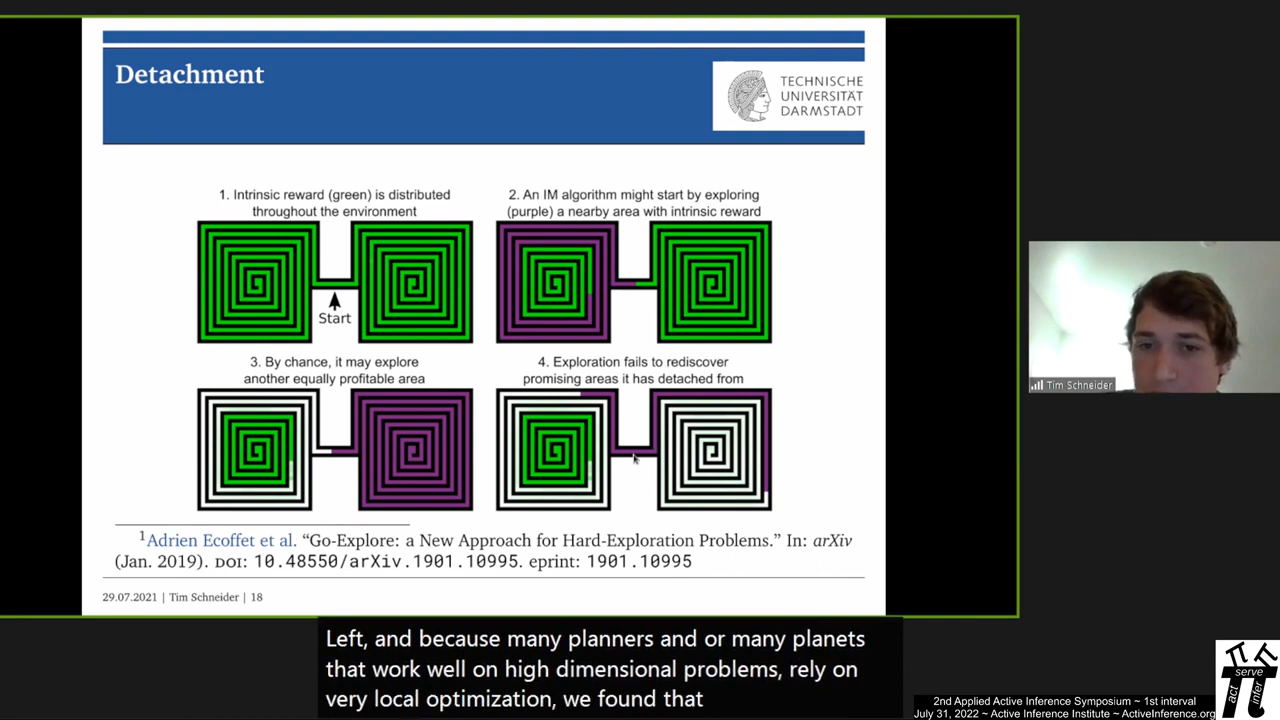 Detachment
TECHNISCHE
UNIVERSITÄT
DARMSTADT
1. Intrinsic reward (green) is distributed
throughout the environment
2. An IM algorithm might start by exploring
(purple) a nearby area with intrinsic reward
Start
3. By chance, it may explore
another equally profitable area
4. Exploration fails to rediscover
promising areas it has detached from
1Adrien Ecoffet et al. “Go-Explore: a New Approach for Hard-Exploration Problems.” In: arXiv
(Jan. 2019). DOI: 10.48550/arXiv.1901.10995. eprint: 1901.10995
29.07.2021 | Tim Schneider | 18
Tim Schneider
Left, and because many planners and or many planets
that work well on high dimensional problems, rely on
very local optimization, we found that
serve
act
infer
2nd Applied Active Inference Symposium ~ 1st interval
July 31, 2022 ~ Active Inference Institute ~ ActiveInference.org